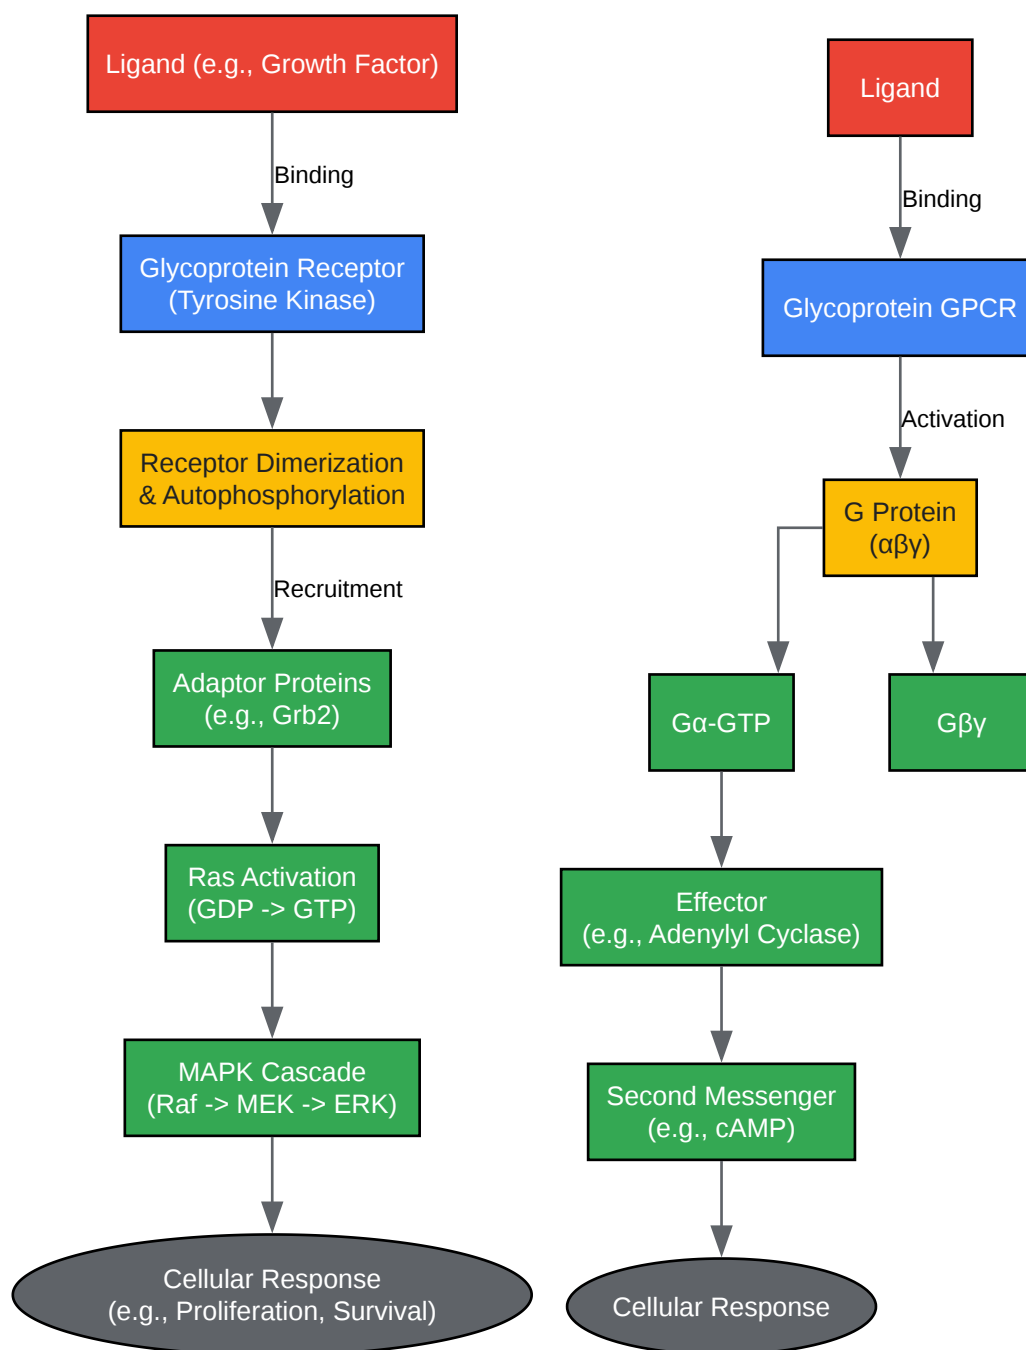 Ligand (e.g., Growth Factor)
Binding
Glycoprotein Receptor
(Tyrosine Kinase)
Receptor Dimerization
& Autophosphorylation
Recruitment
Adaptor Proteins
(e.g., Grb2)
Ras Activation
(GDP -> GTP)
MAPK Cascade
(Raf -> MEK -> ERK)
Cellular Response
(e.g., Proliferation, Survival)
Ligand
Binding
Glycoprotein GPCR
Activation
G Protein
(αβγ)
Gα-GTP
Gβγ
Effector
(e.g., Adenylyl Cyclase)
Second Messenger
(e.g., cAMP)
Cellular Response